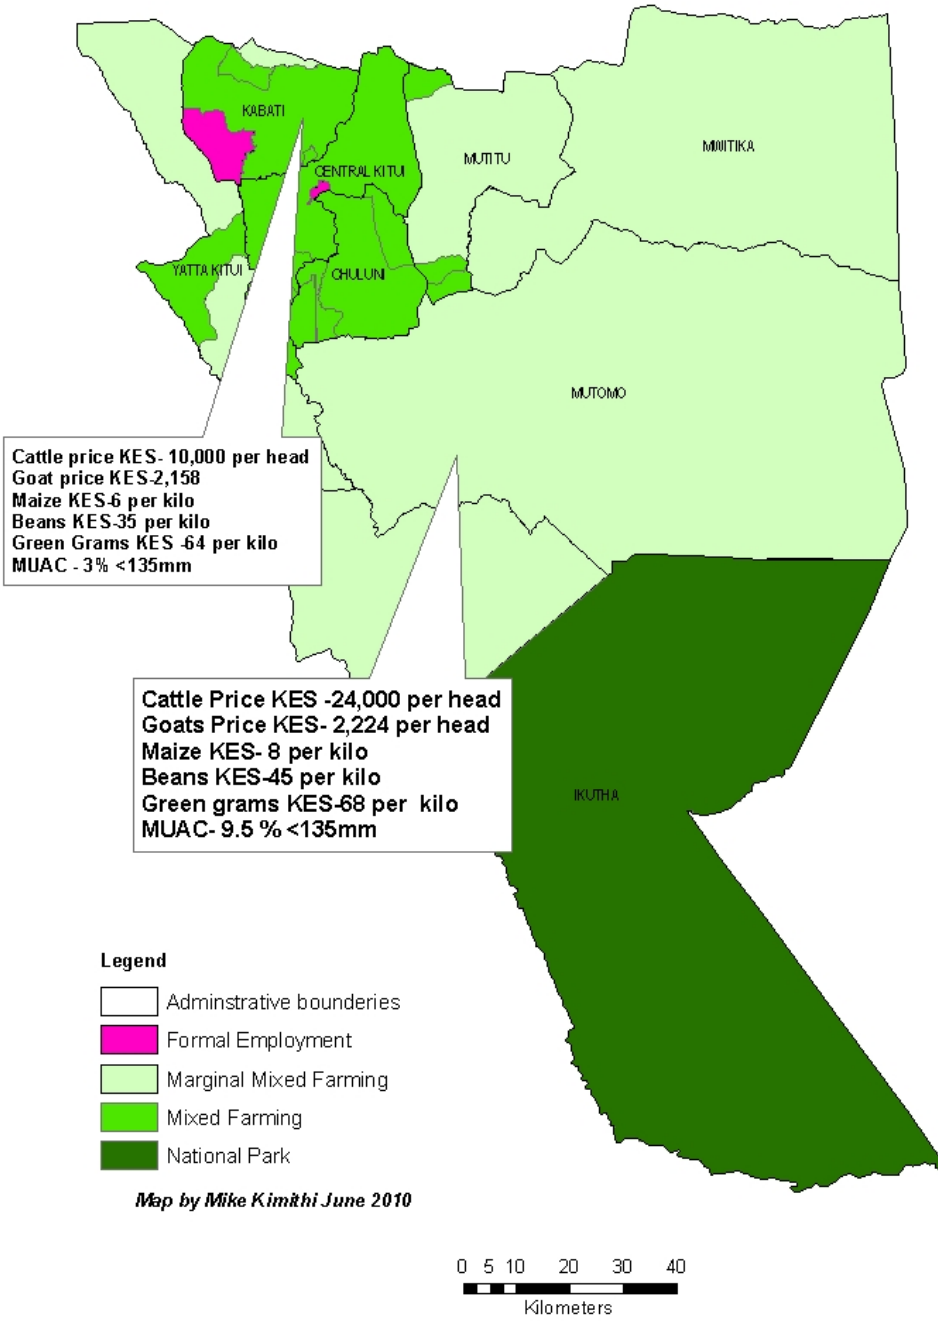 KABATI
CENTRAL KITUI
MUTITU
MWITIKA
YATTA KITUI
CHULUNI
MUTOMO
Cattle price KES- 10,000 per head
Goat price KES-2,158
Maize KES-6 per kilo
Beans KES-35 per kilo
Green Grams KES -64 per kilo
MUAC - 3% <135mm
Cattle Price KES -24,000 per head
Goats Price KES- 2,224 per head
Maize KES- 8 per kilo
Beans KES-45 per kilo
Green grams KES-68 per kilo
MUAC- 9.5 % <135mm
IKUTHA
Legend
Adminstrative bounderies
Formal Employment
Marginal Mixed Farming
Mixed Farming
National Park
Map by Mike Kimithi June 2010
0 5 10 20 30 40
Kilometers